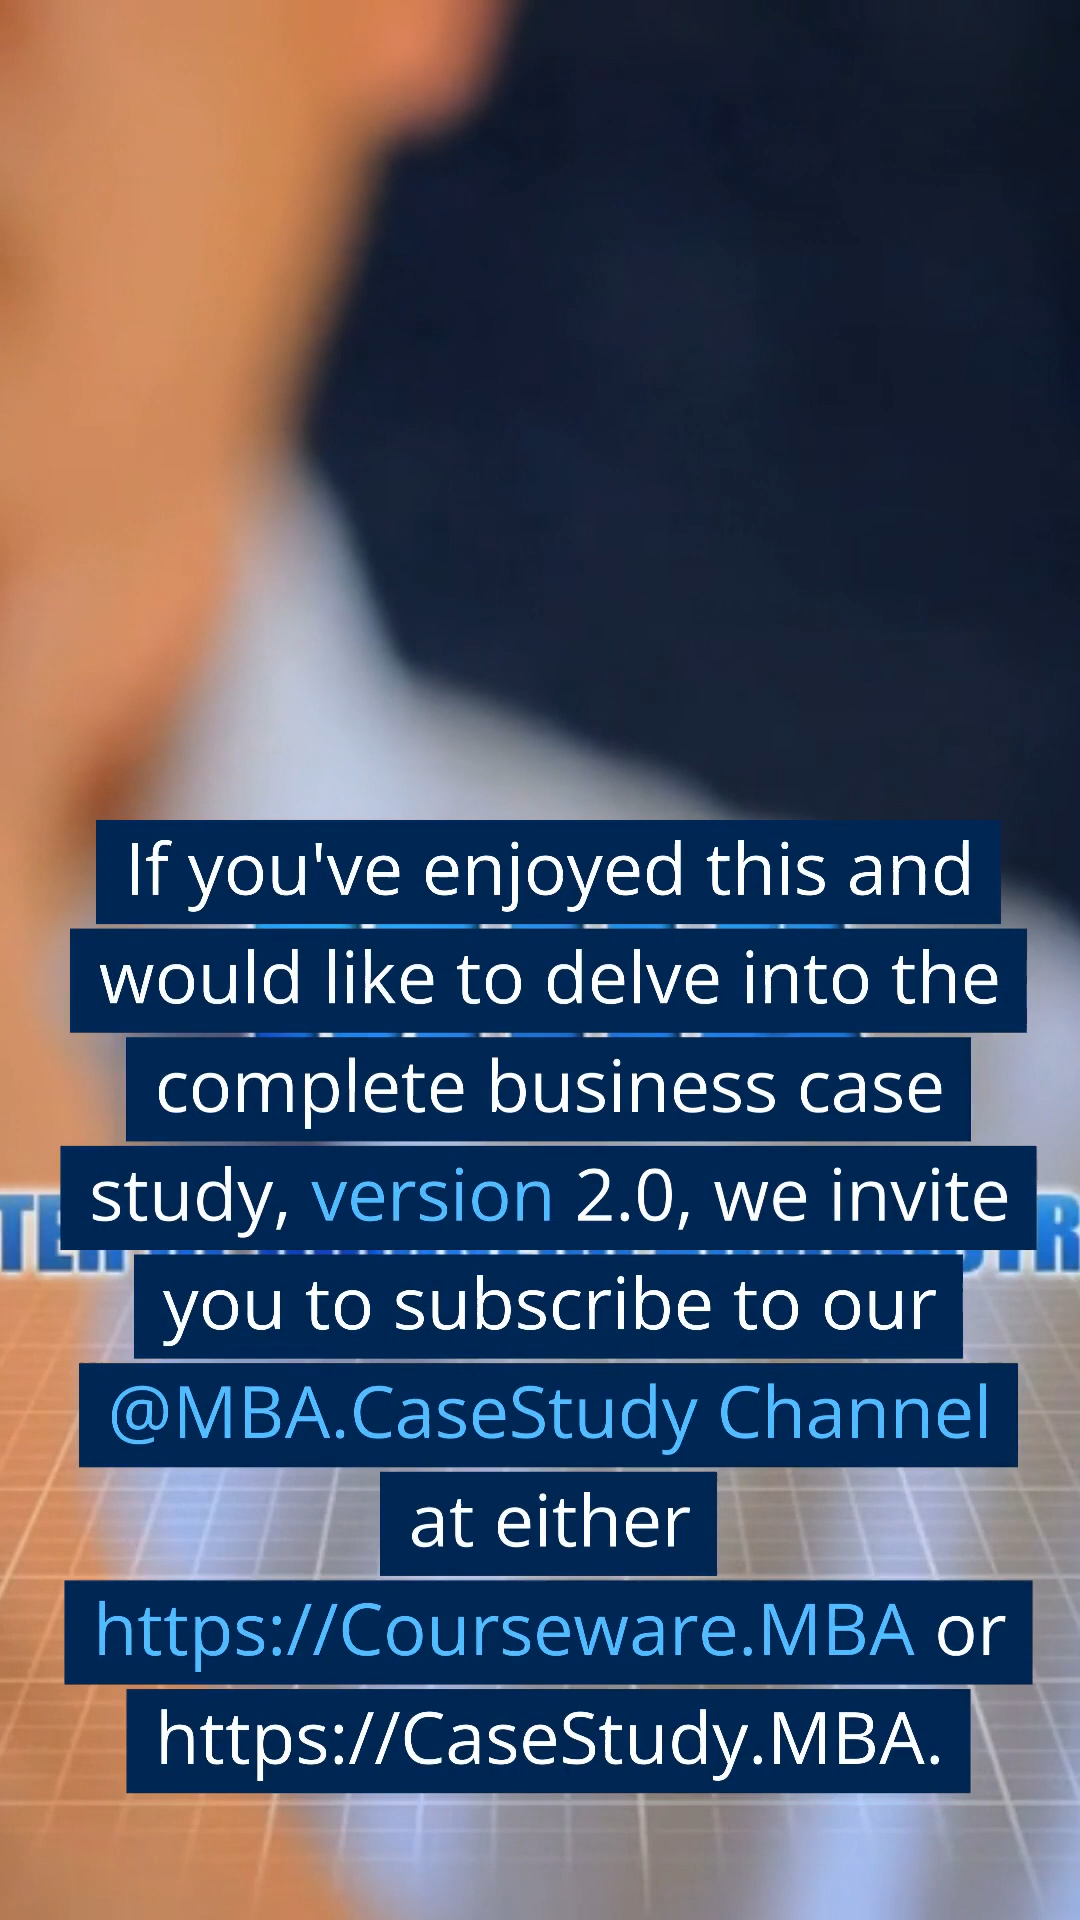 If you've enjoyed this and
would like to delve into the
complete business case
study, version 2.0, we invite
you to subscribe to our
@MBA.CaseStudy Channel
at either
https://Courseware.MBA or
https://CaseStudy.MBA.